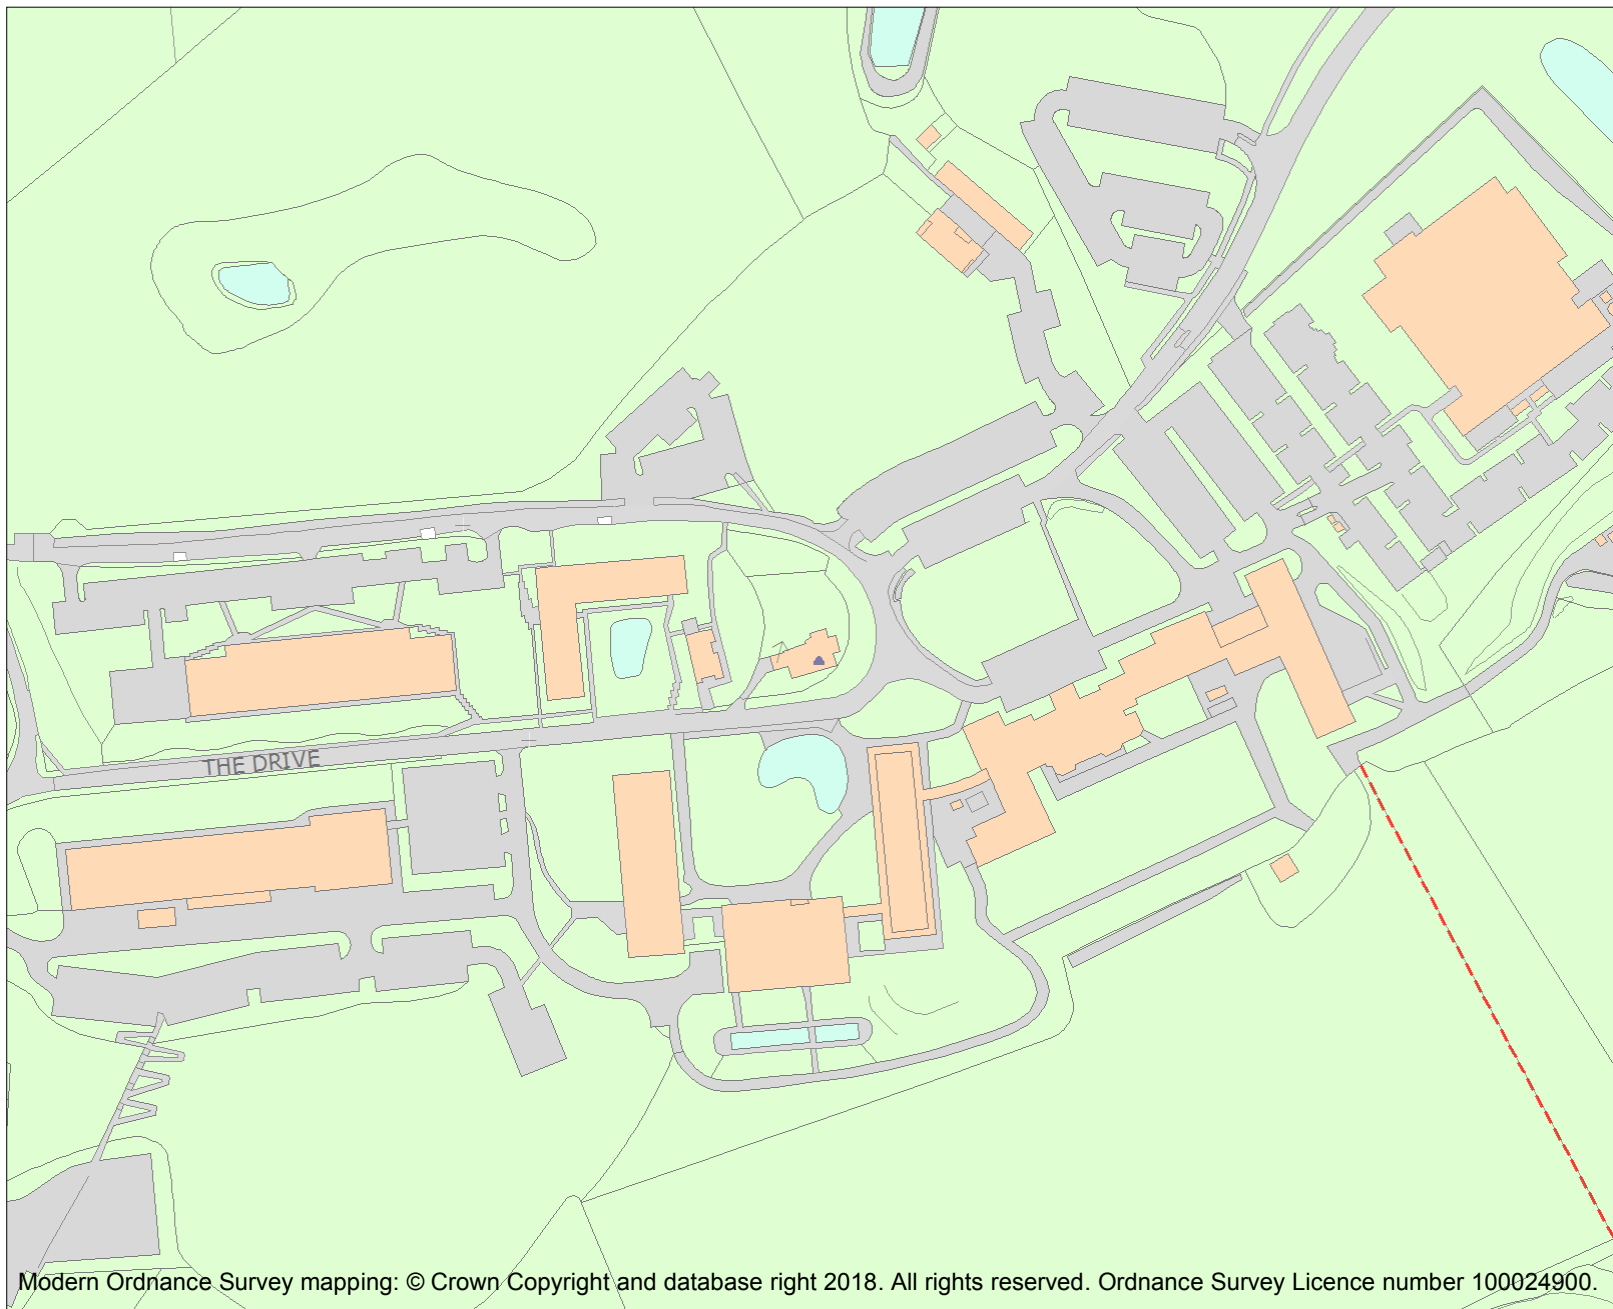 THE DRIVE
Modern Ordnance Survey mapping: © Crown Copyright and database right 2018. All rights reserved. Ordnance Survey Licence number 100024900.